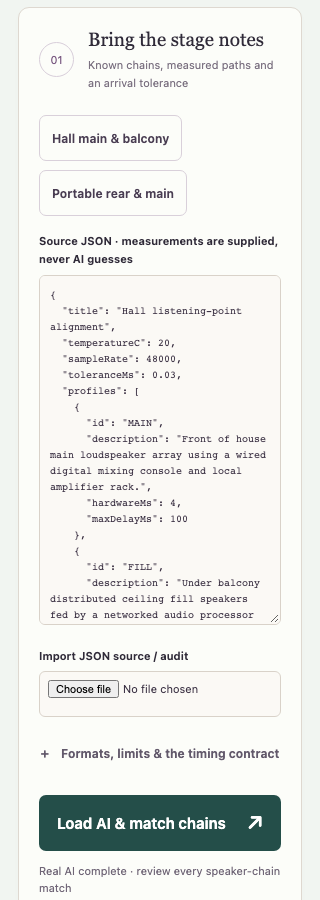 01
Bring the stage notes
Known chains, measured paths and
an arrival tolerance
Hall main & balcony
Portable rear & main
Source JSON · measurements are supplied,
never AI guesses
{
  "title": "Hall listening-point
alignment",
  "temperatureC": 20,
  "sampleRate": 48000,
  "toleranceMs": 0.03,
  "profiles": [
    {
      "id": "MAIN",
      "description": "Front of house
main loudspeaker array using a wired
digital mixing console and local
amplifier rack.",
      "hardwareMs": 4,
      "maxDelayMs": 100
    },
    {
      "id": "FILL",
      "description": "Under balcony
distributed ceiling fill speakers
fed by a networked audio processor
Import JSON source / audit
Choose file No file chosen
+ Formats, limits & the timing contract
Load AI & match chains ↗
Real AI complete · review every speaker-chain
match